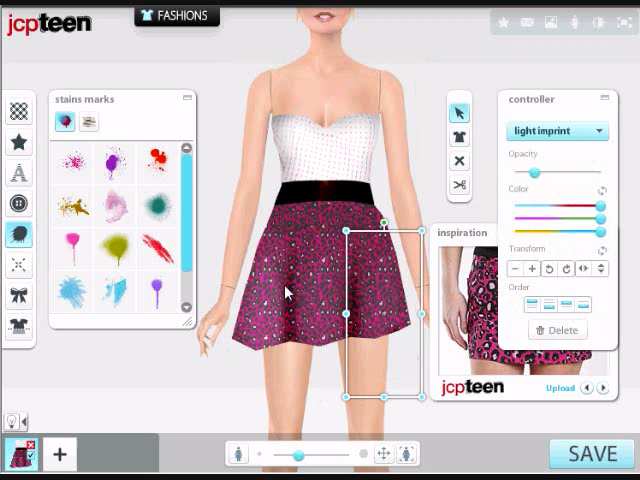 jcpteen
FASHIONS
stains marks
controller
light imprint
Opacity
Color
Transform
Order
Delete
inspiration
jcpteen
Upload
SAVE